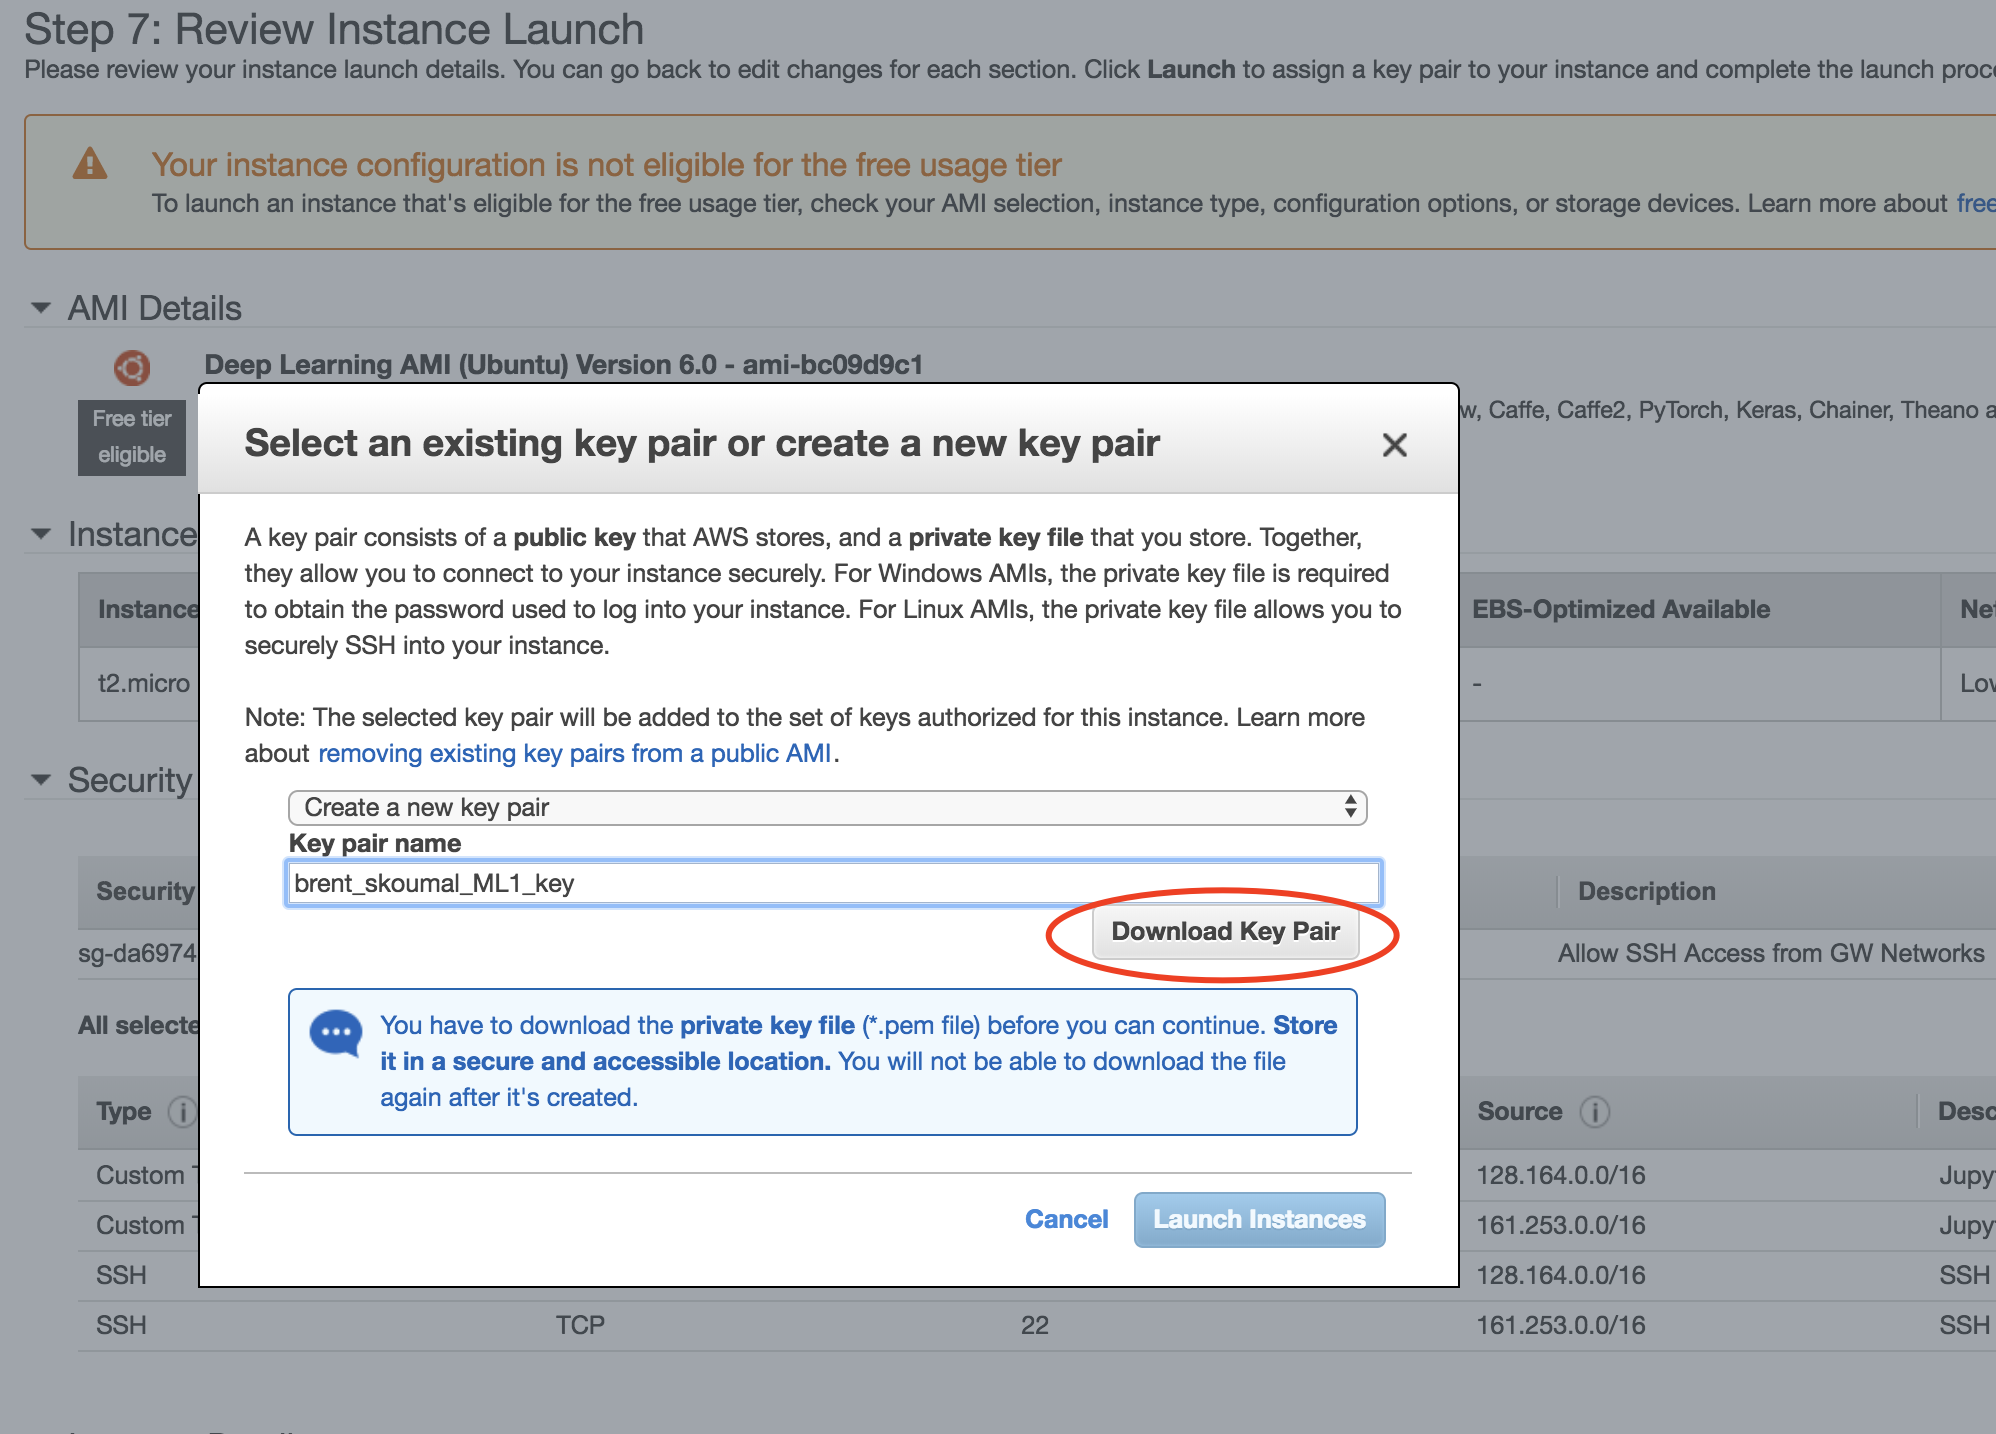 Step 7: Review Instance Launch
Please review your instance launch details. You can go back to edit changes for each section. Click Launch to assign a key pair to your instance and complete the launch
Your instance configuration is not eligible for the free usage tier
To launch an instance that's eligible for the free usage tier, check your AMI selection, instance type, configuration options, or storage devices. Learn more about free
AMI Details
Deep Learning AMI (Ubuntu) Version 6.0 - ami-bc09d9c1
Free tier
eligible
Caffe, Caffe2, PyTorch, Keras, Chainer, Theano
Select an existing key pair or create a new key pair
A key pair consists of a public key that AWS stores, and a private key file that you store. Together,
they allow you to connect to your instance securely. For Windows AMIs, the private key file is required
to obtain the password used to log into your instance. For Linux AMIs, the private key file allows you to
securely SSH into your instance.
Note: The selected key pair will be added to the set of keys authorized for this instance. Learn more
about removing existing key pairs from a public AMI.
Create a new key pair
Key pair name
brent_skoumal_ML1_key
Download Key Pair
You have to download the private key file (*.pem file) before you can continue. Store
it in a secure and accessible location. You will not be able to download the file
again after it's created.
Cancel
Launch Instances
Instance
Instance
EBS-Optimized Available
t2.micro
-
Security
Security
Description
sg-da6974
Allow SSH Access from GW Networks
All
Type
Source
Custom
128.164.0.0/16
Custom
161.253.0.0/16
SSH
128.164.0.0/16
SSH
SSH
TCP
22
161.253.0.0/16
SSH